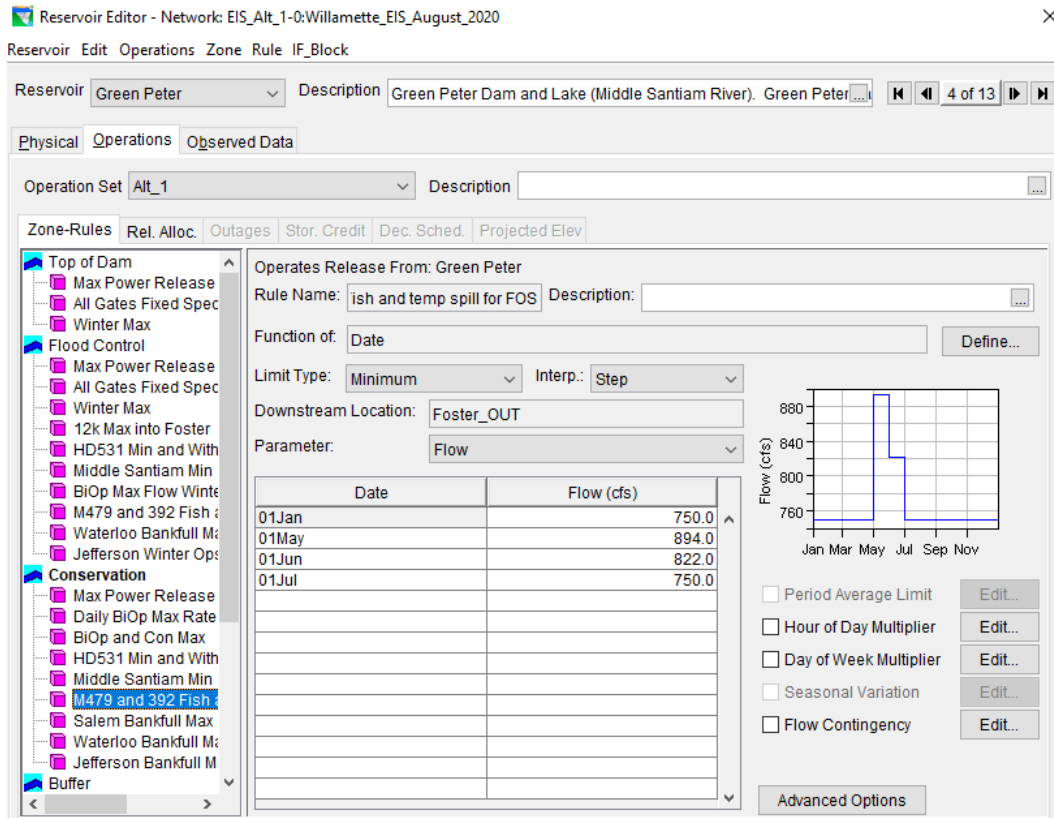 Reservoir Editor - Network: EIS_Alt_1-0:Willamette_EIS_August_2020
Reservoir Edit Operations Zone Rule IF_Block
Reservoir Green Peter Description Green Peter Dam and Lake (Middle Santiam River). Green Peter ... 4 of 13
Physical Operations Observed Data
Operation Set Alt_1 Description ...
Zone-Rules Rel. Alloc. Outages Stor. Credit Dec. Sched. Projected Elev
Top of Dam
Max Power Release
All Gates Fixed Spec
Winter Max
Flood Control
Max Power Release
All Gates Fixed Spec
Winter Max
12k Max into Foster
HD531 Min and With
Middle Santiam Min
BiOp Max Flow Winte
M479 and 392 Fish
Waterloo Bankfull Ma
Jefferson Winter Ops
Conservation
Max Power Release
Daily BiOp Max Rate
BiOp and Con Max
HD531 Min and With
Middle Santiam Min
M479 and 392 Fish
Salem Bankfull Max
Waterloo Bankfull Ma
Jefferson Bankfull M
Buffer
Operates Release From: Green Peter
Rule Name: ish and temp spill for FOS Description: ...
Function of: Date Define...
Limit Type: Minimum Interp.: Step
Downstream Location: Foster_OUT
Parameter: Flow
Date Flow (cfs)
01Jan 750.0
01May 894.0
01Jun 822.0
01Jul 750.0
Flow (cfs)
880
840
800
760
Jan Mar May Jul Sep Nov
Period Average Limit Edit...
Hour of Day Multiplier Edit...
Day of Week Multiplier Edit...
Seasonal Variation Edit...
Flow Contingency Edit...
Advanced Options